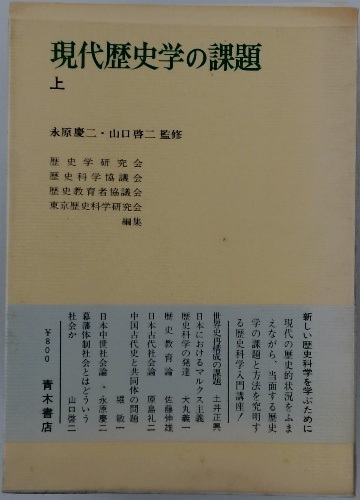 現代歴史学の課題
上
永原慶二・山口啓二 監修
歴史学研究会
歴史科学協議会
歴史教育者協議会
東京歴史科学研究会
編集
新しい歴史科学を学ぶために
現代の歴史的状況をふま
えながら、当面する歴史
学の課題と方法を究明す
る歴史科学入門講座！
世界史再構成の課題 土井正興
日本におけるマルクス主義
歴史学の発達 犬丸義一
歴史教育論 佐藤伸雄
日本古代社会論 原島礼二
中国古代史と共同体の問題
堀敏一
日本中世社会論 永原慶二
幕藩体制社会とはどういう
社会か 山口啓二
¥800
青木書店